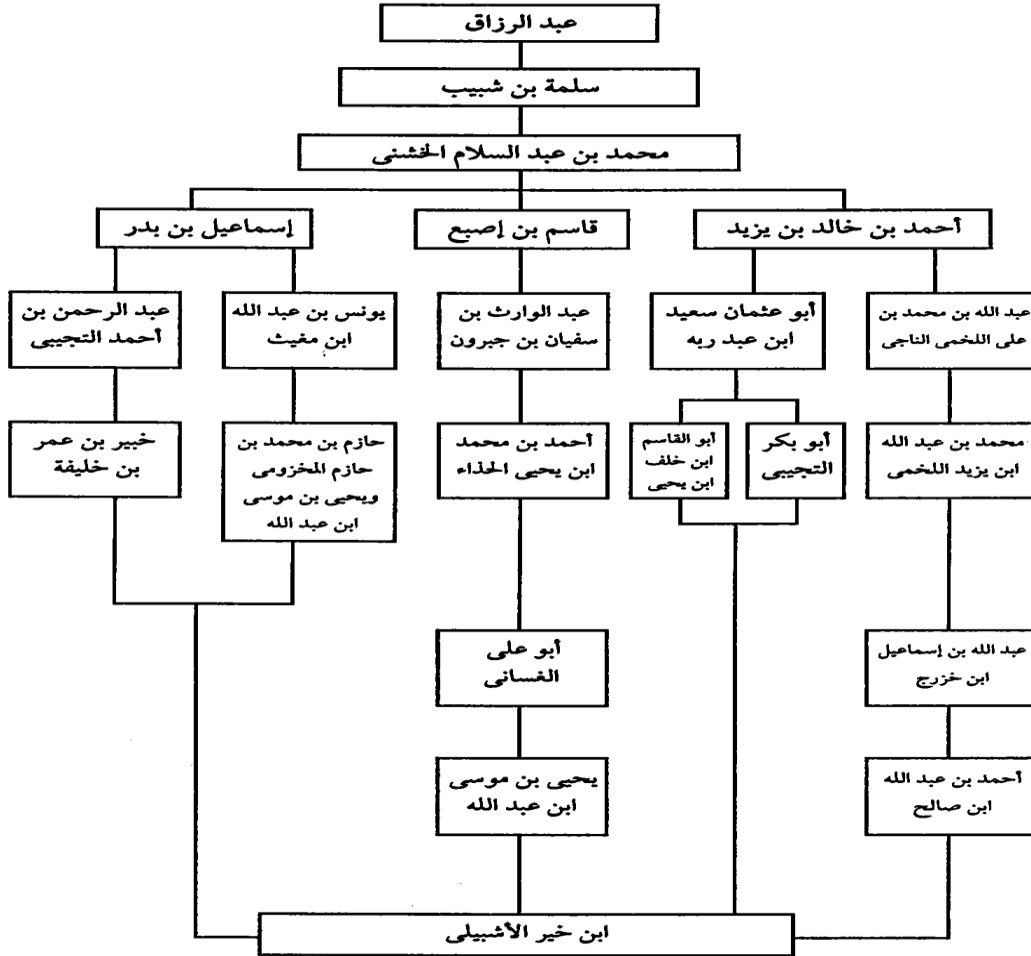 عبد الرزاق
سلمة بن شبيب
محمد بن عبد السلام الخشنى
أحمد بن خالد بن يزيد
قاسم بن إصبع
إسماعيل بن بدر
عبد الله بن محمد بن
على اللخمى الناجى
أبو عثمان سعيد
ابن عبد ربه
عبد الوارث بن
سفيان بن جبرون
يونس بن عبد الله
ابن مغيث
عبد الرحمن بن
أحمد التجيبى
محمد بن عبد الله
ابن يزيد اللخمى
أبو بكر
التجيبى
أبو القاسم
ابن خلف
ابن يحيى
أحمد بن محمد
ابن يحيى الحذاء
حازم بن محمد بن
حازم المخزومى
ويحيى بن موسى
ابن عبد الله
خبير بن عمر
بن خليفة
عبد الله بن إسماعيل
ابن خزرج
أبو على
الغسانى
أحمد بن عبد الله
ابن صالح
يحيى بن موسى
ابن عبد الله
ابن خير الأشبيلى